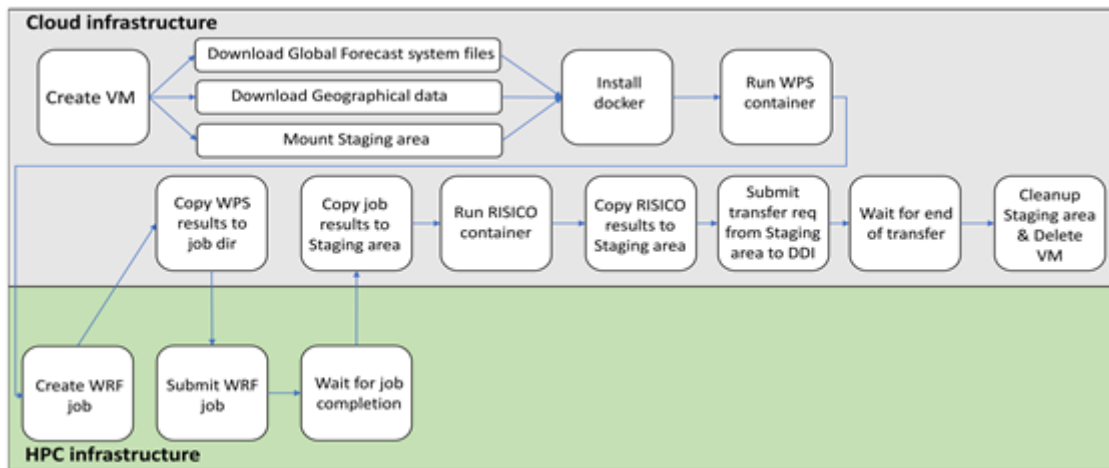 Cloud infrastructure
Create VM
Download Global Forecast system files
Download Geographical data
Mount Staging area
Install
docker
Run WPS
container
Copy WPS
results to
job dir
Copy job
results to
Staging area
Run RISICO
container
Copy RISICO
results to
Staging area
Submit
transfer req
from Staging
area to DDI
Wait for end
of transfer
Cleanup
Staging area
& Delete
VM
Create WRF
job
Submit WRF
job
Wait for job
completion
HPC infrastructure